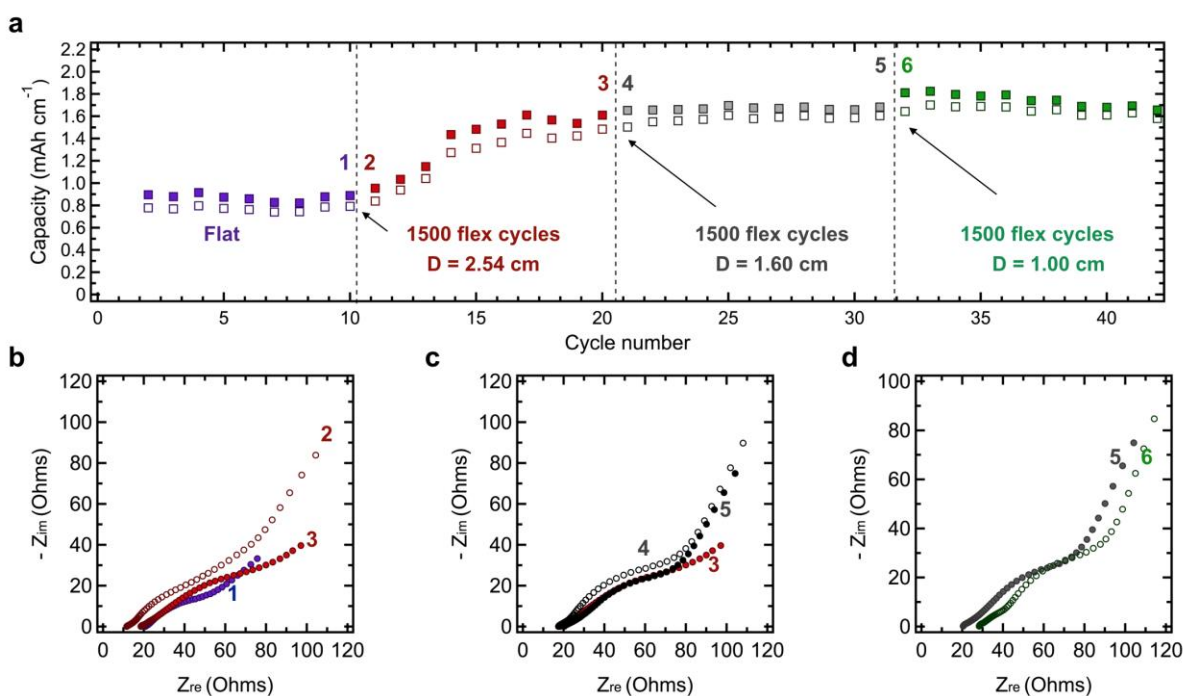 a
Capacity (mAh cm⁻¹)
2.2
2.0
1.8
1.6
1.4
1.2
1.0
0.8
0.6
0.4
0.2
0
1 2
3 4
5 6
Flat
1500 flex cycles
D = 2.54 cm
1500 flex cycles
D = 1.60 cm
1500 flex cycles
D = 1.00 cm
0 5 10 15 20 25 30 35 40
Cycle number
b
- Zim (Ohms)
120
100
80
60
40
20
0
2
3
1
0 20 40 60 80 100 120
Zre (Ohms)
c
- Zim (Ohms)
120
100
80
60
40
20
0
4
5
3
0 20 40 60 80 100 120
Zre (Ohms)
d
- Zim (Ohms)
100
80
60
40
20
0
5 6
0 20 40 60 80 100 120
Zre (Ohms)